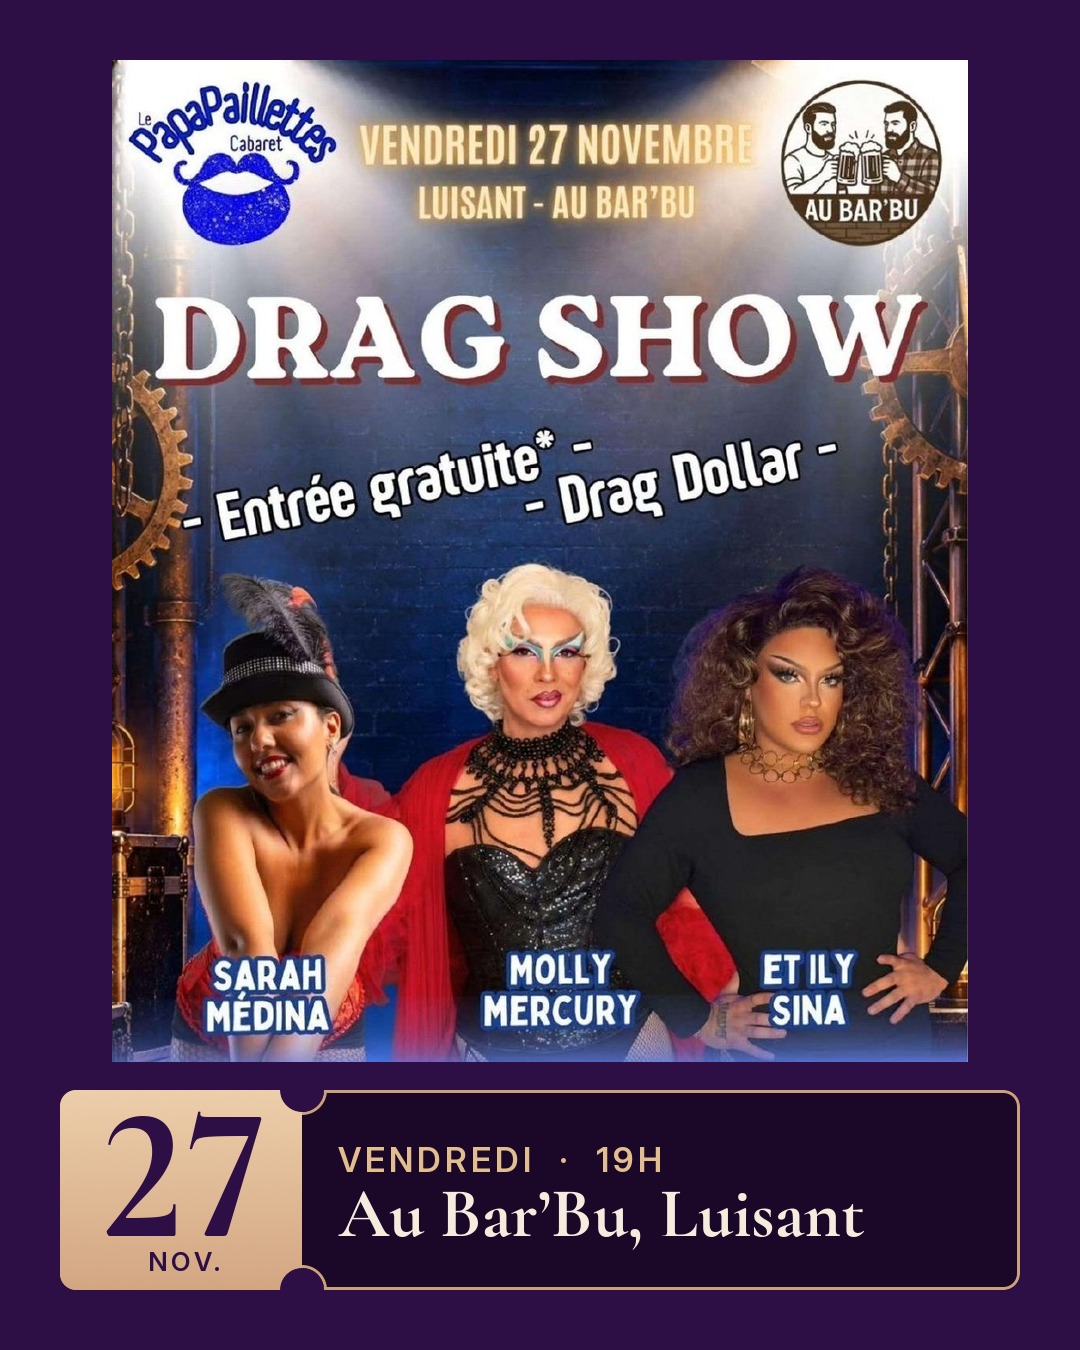 Le
PapaPaillettes
Cabaret
VENDREDI 27 NOVEMBRE
LUISANT - AU BAR’BU
AU BAR’BU
DRAG SHOW
- Entrée gratuite* -
- Drag Dollar -
SARAH
MÉDINA
MOLLY
MERCURY
ET ILY
SINA
27
NOV.
VENDREDI · 19H
Au Bar’Bu, Luisant